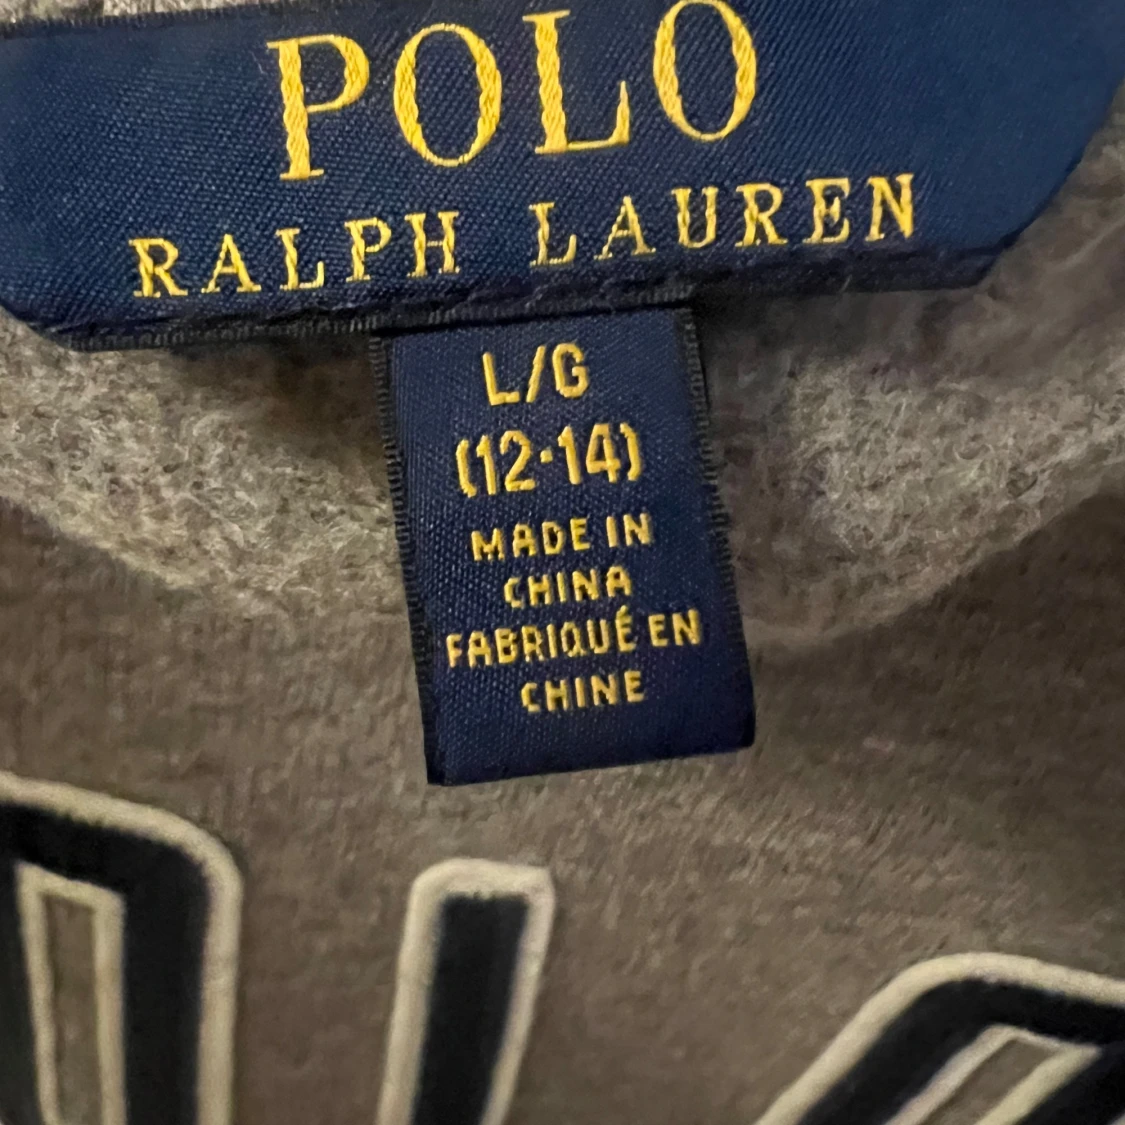 POLO
RALPH LAUREN
L/G
(12-14)
MADE IN
CHINA
FABRIQUÉ EN
CHINE